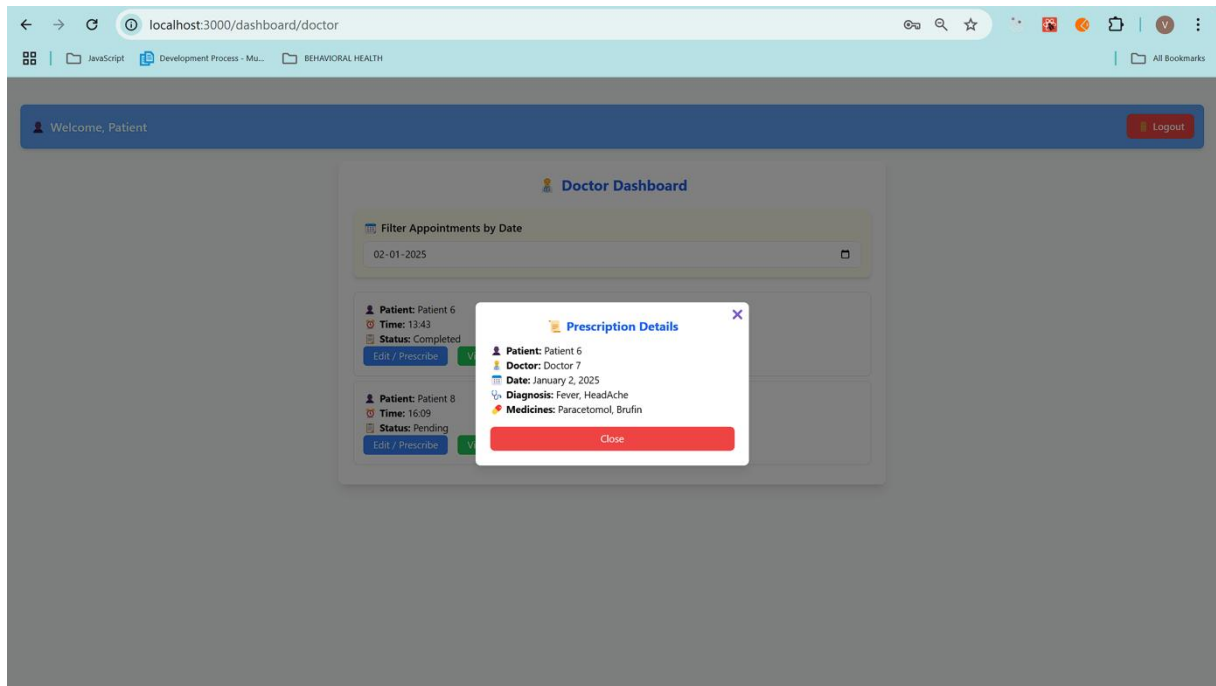 localhost:3000/dashboard/doctor
V
JavaScript Development Process - Mu... BEHAVIORAL HEALTH All Bookmarks
Welcome, Patient Logout
Doctor Dashboard
Filter Appointments by Date
02-01-2025
Patient: Patient 6
Time: 13:43
Status: Completed
Edit / Prescribe
Patient: Patient 8
Time: 16:09
Status: Pending
Edit / Prescribe
Prescription Details
Patient: Patient 6
Doctor: Doctor 7
Date: January 2, 2025
Diagnosis: Fever, HeadAche
Medicines: Paracetomol, Brufin
Close